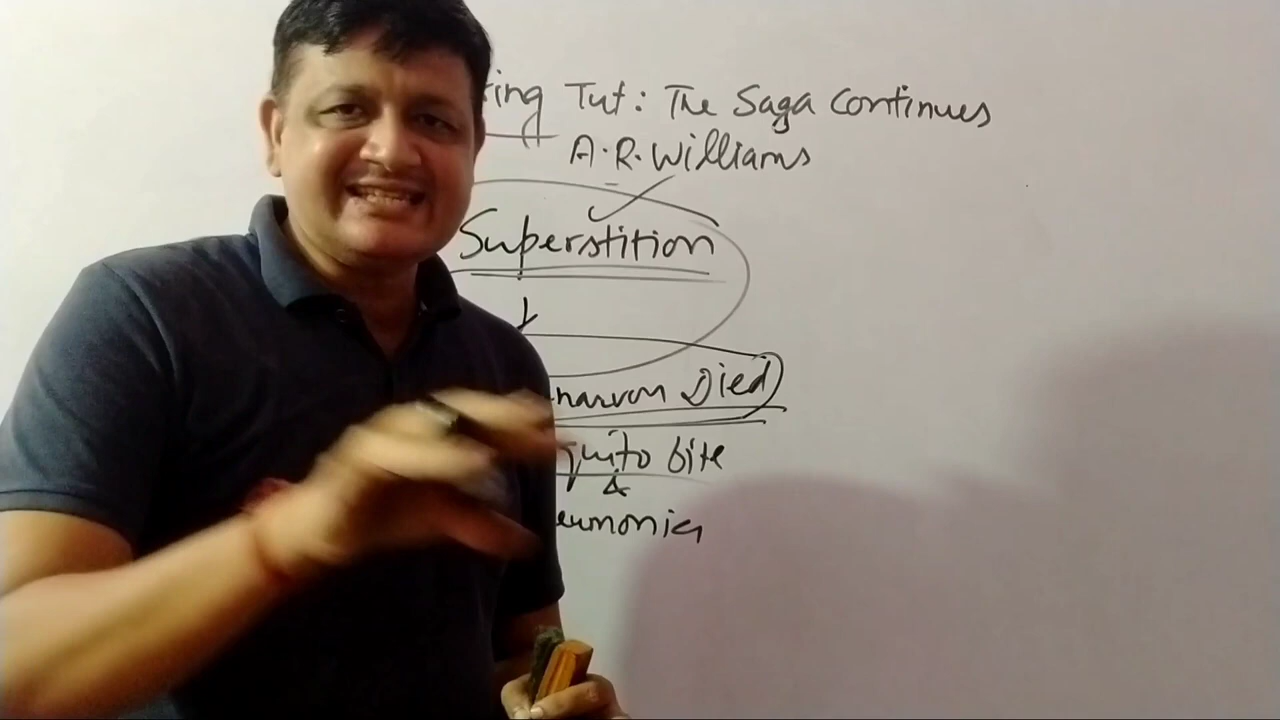 ing Tut: The Saga Continues
A.R. Williams
Superstition
narvon Died
quito bite
&
eumonia